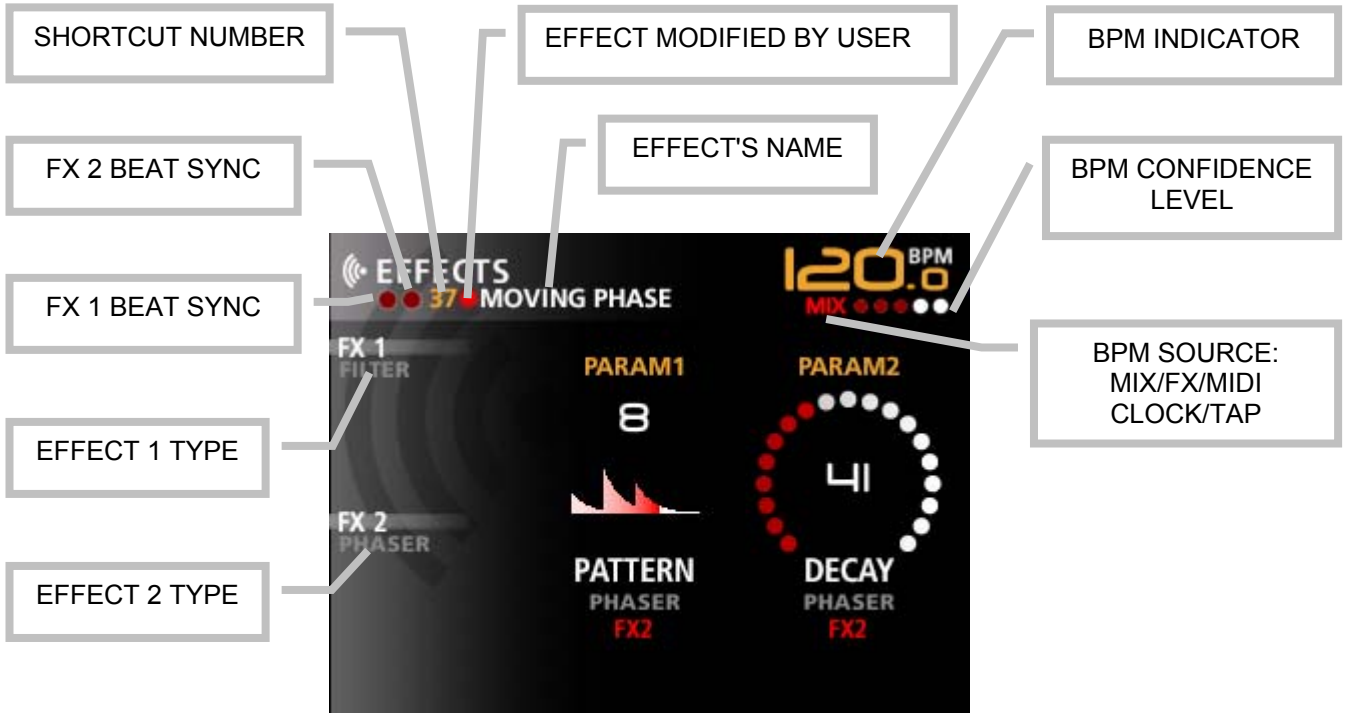 SHORTCUT NUMBER
EFFECT MODIFIED BY USER
BPM INDICATOR
FX 2 BEAT SYNC
EFFECT'S NAME
BPM CONFIDENCE
LEVEL
FX 1 BEAT SYNC
BPM SOURCE:
MIX/FX/MIDI
CLOCK/TAP
EFFECT 1 TYPE
EFFECT 2 TYPE
EFFECTS
37 MOVING PHASE
120.0 BPM
MIX
FX 1
FILTER
FX 2
PHASER
PARAM1
8
PATTERN
PHASER
FX2
PARAM2
41
DECAY
PHASER
FX2